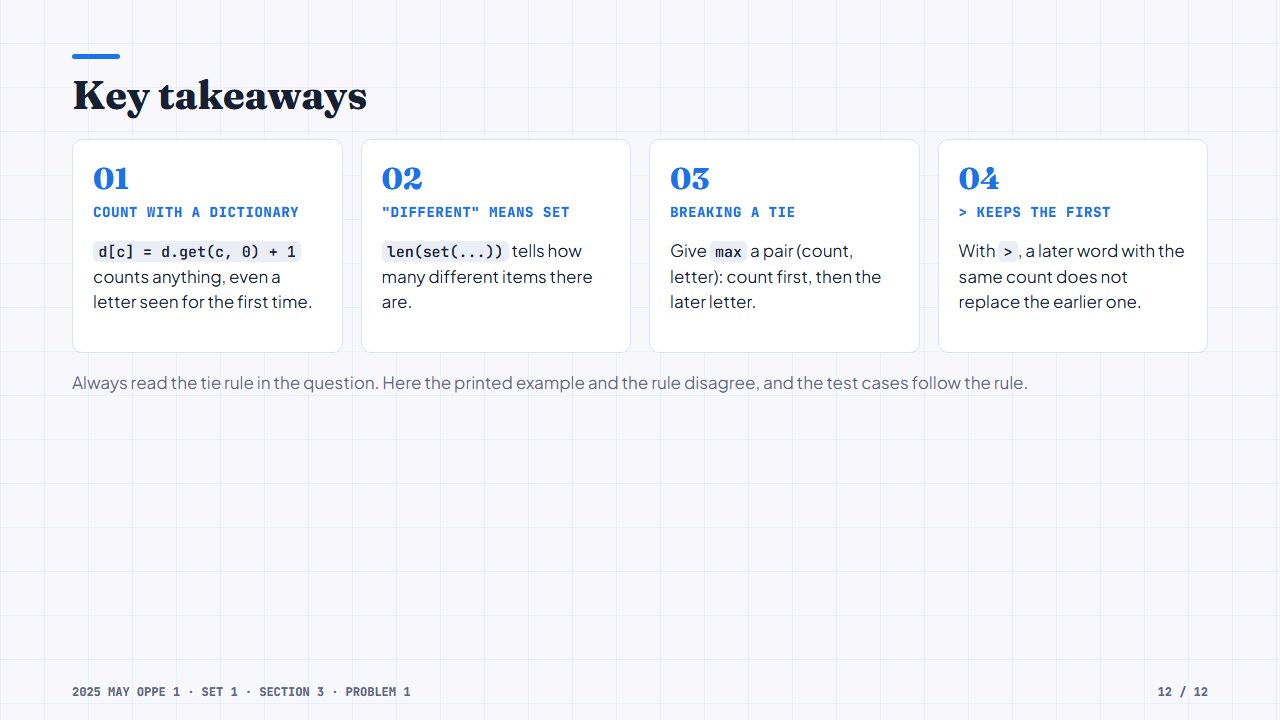 Key takeaways
01
COUNT WITH A DICTIONARY
d[c] = d.get(c, 0) + 1
counts anything, even a
letter seen for the first time.
02
"DIFFERENT" MEANS SET
len(set(...)) tells how
many different items there
are.
03
BREAKING A TIE
Give max a pair (count,
letter): count first, then the
later letter.
04
> KEEPS THE FIRST
With >, a later word with the
same count does not
replace the earlier one.
Always read the tie rule in the question. Here the printed example and the rule disagree, and the test cases follow the rule.
2025 MAY OPPE 1 · SET 1 · SECTION 3 · PROBLEM 1
12 / 12